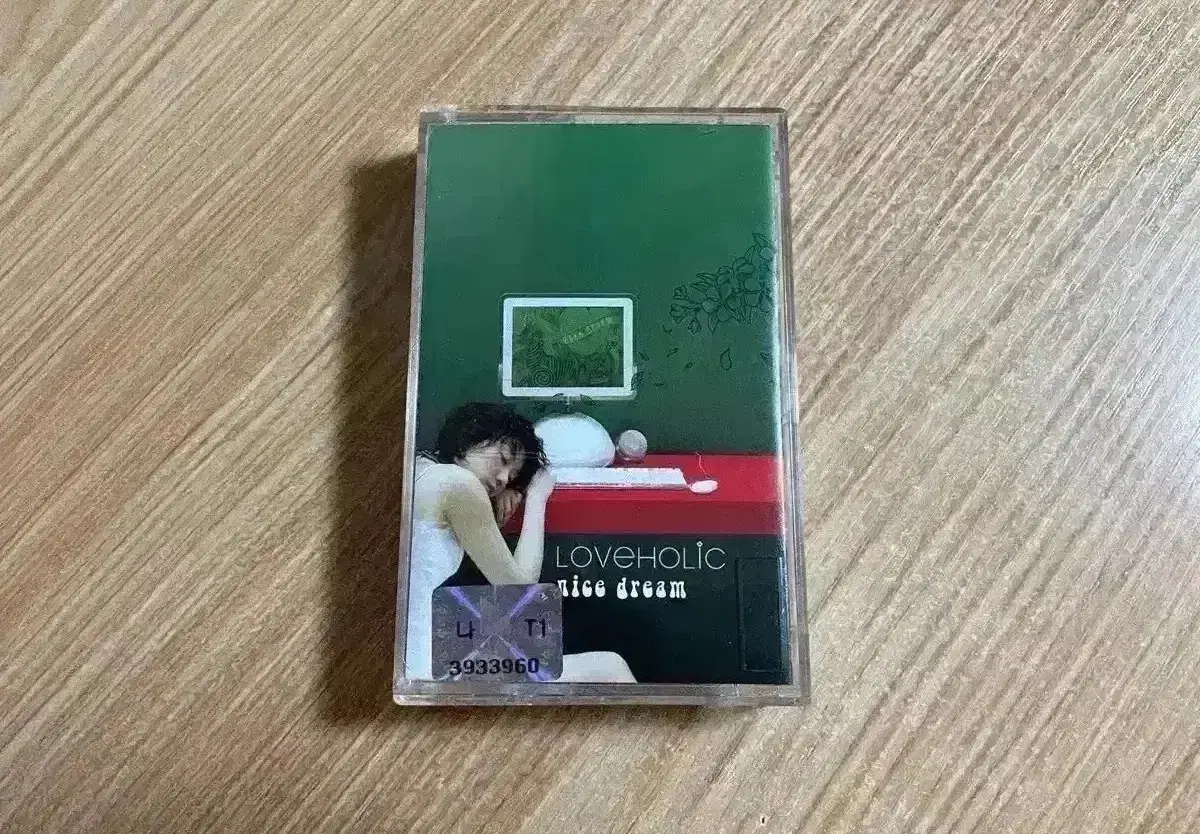 LOVEHOLIC
nice dream
나 T1
3933960